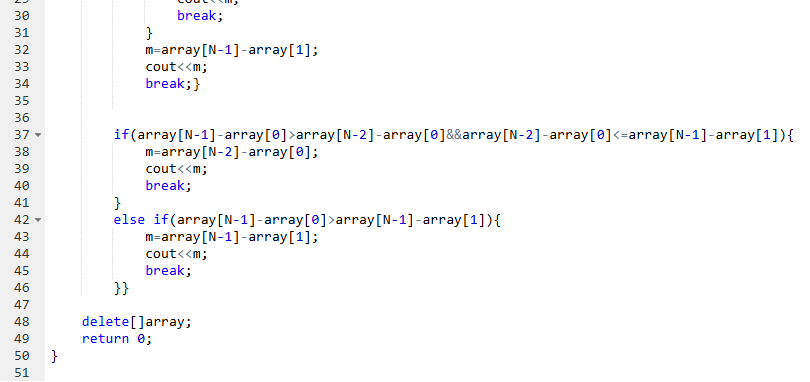 29 cout<<m;
30 break;
31 }
32 m=array[N-1]-array[1];
33 cout<<m;
34 break;}
35
36
37 if(array[N-1]-array[0]>array[N-2]-array[0]&&array[N-2]-array[0]<=array[N-1]-array[1]){
38 m=array[N-2]-array[0];
39 cout<<m;
40 break;
41 }
42 else if(array[N-1]-array[0]>array[N-1]-array[1]){
43 m=array[N-1]-array[1];
44 cout<<m;
45 break;
46 }}
47
48 delete[]array;
49 return 0;
50 }
51